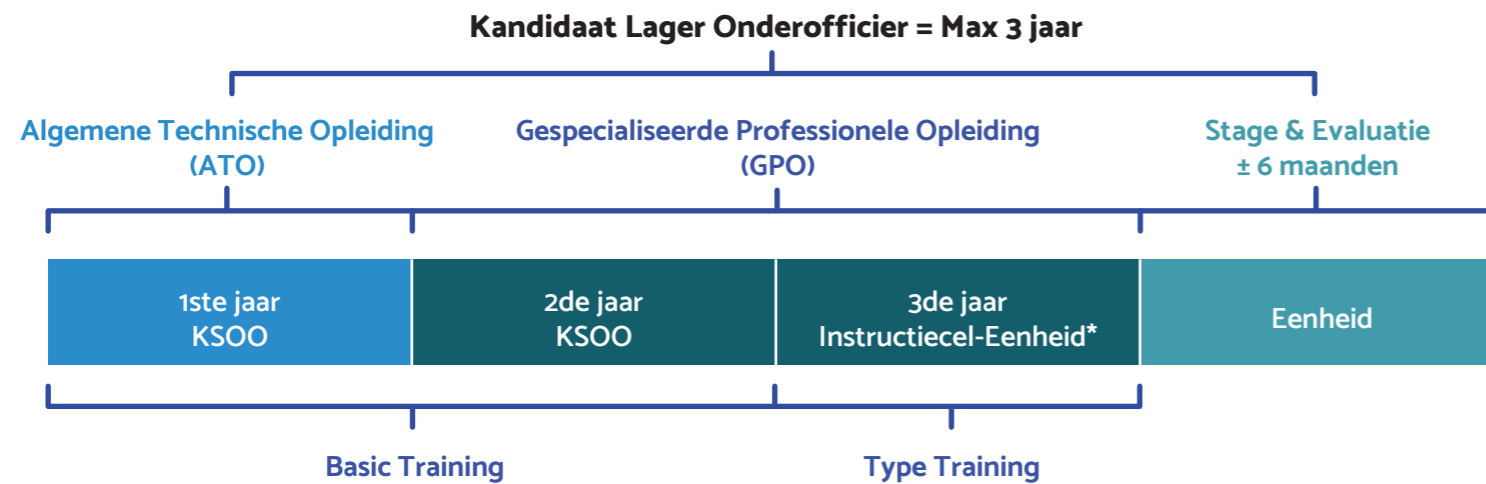 Kandidaat Lager Onderofficier = Max 3 jaar
Algemene Technische Opleiding
(ATO)
Gespecialiseerde Professionele Opleiding
(GPO)
Stage & Evaluatie
± 6 maanden
1ste jaar
KSOO
2de jaar
KSOO
3de jaar
Instructiecel-Eenheid*
Eenheid
Basic Training
Type Training